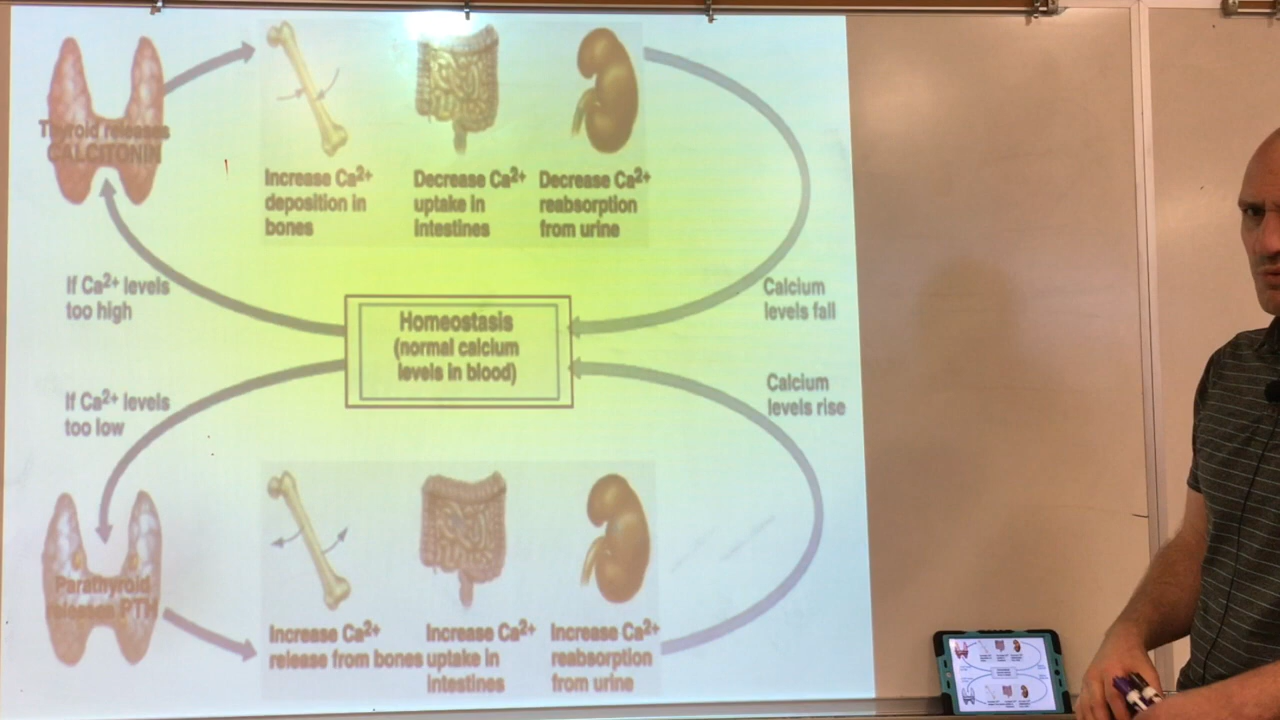 Thyroid releases
CALCITONIN
Increase Ca2+
deposition in
bones
Decrease Ca2+
uptake in
intestines
Decrease Ca2+
reabsorption
from urine
If Ca2+ levels
too high
Calcium
levels fall
Homeostasis
(normal calcium
levels in blood)
If Ca2+ levels
too low
Calcium
levels rise
Parathyroid
releases PTH
Increase Ca2+
release from bones
Increase Ca2+
uptake in
intestines
Increase Ca2+
reabsorption
from urine